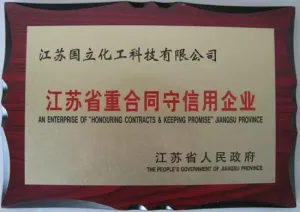 江苏国立化工科技有限公司
江苏省重合同守信用企业
AN ENTERPRISE OF "HONOURING CONTRACTS & KEEPING PROMISE" JIANGSU PROVINCE
江苏省人民政府
THE PEOPLE'S GOVERNMENT OF JIANGSU PROVINCE